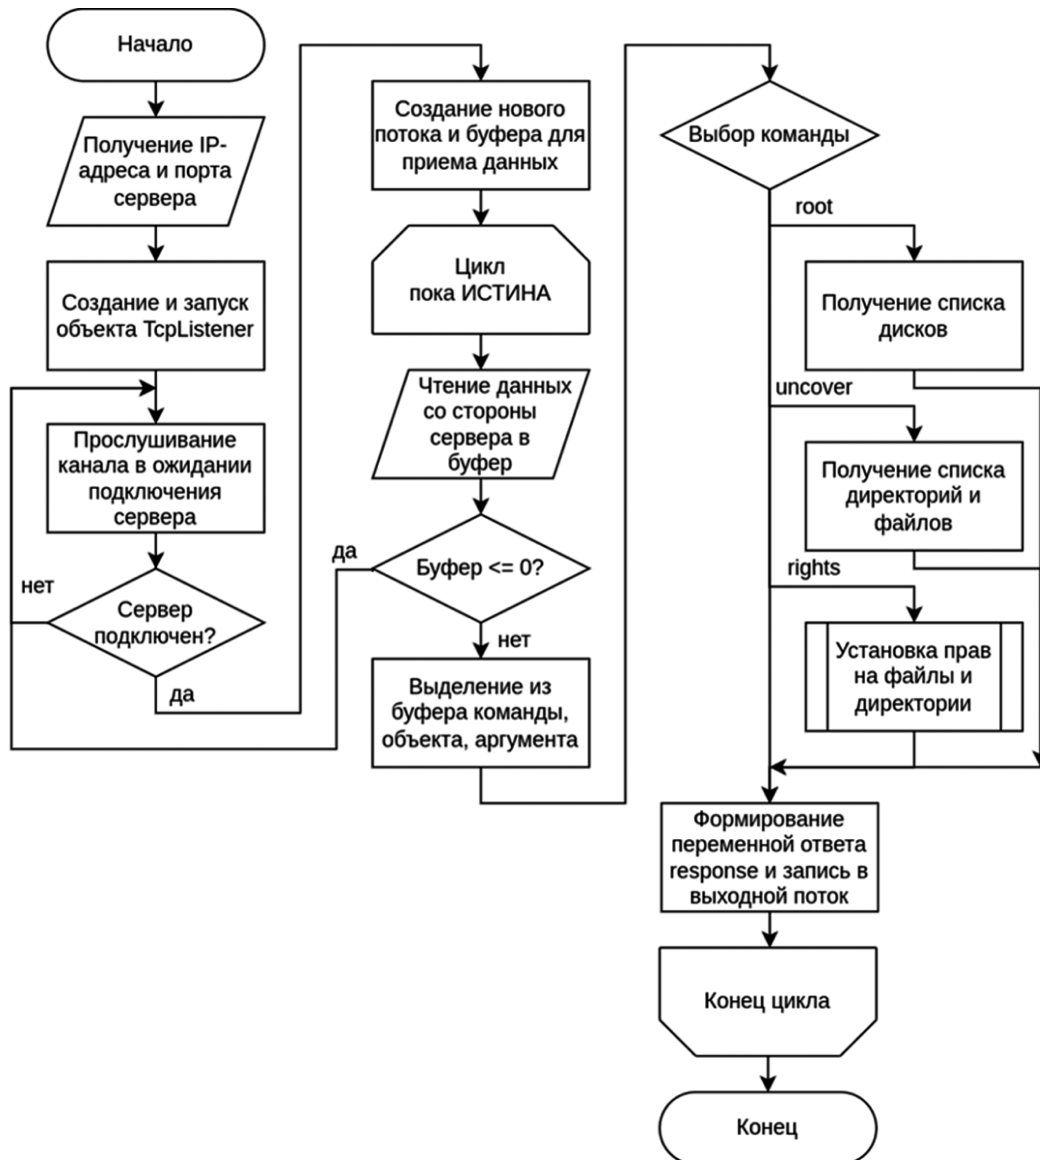 Начало
Получение IP-
адреса и порта
сервера
Создание и запуск
объекта TcpListener
Прослушивание
канала в ожидании
подключения
сервера
нет
Сервер
подключен?
да
Создание нового
потока и буфера для
приема данных
Цикл
пока ИСТИНА
Чтение данных
со стороны
сервера в
буфер
да
Буфер <= 0?
нет
Выделение из
буфера команды,
объекта, аргумента
Выбор команды
root
Получение списка
дисков
uncover
Получение списка
директорий и
файлов
rights
Установка прав
на файлы и
директории
Формирование
переменной ответа
response и запись в
выходной поток
Конец цикла
Конец